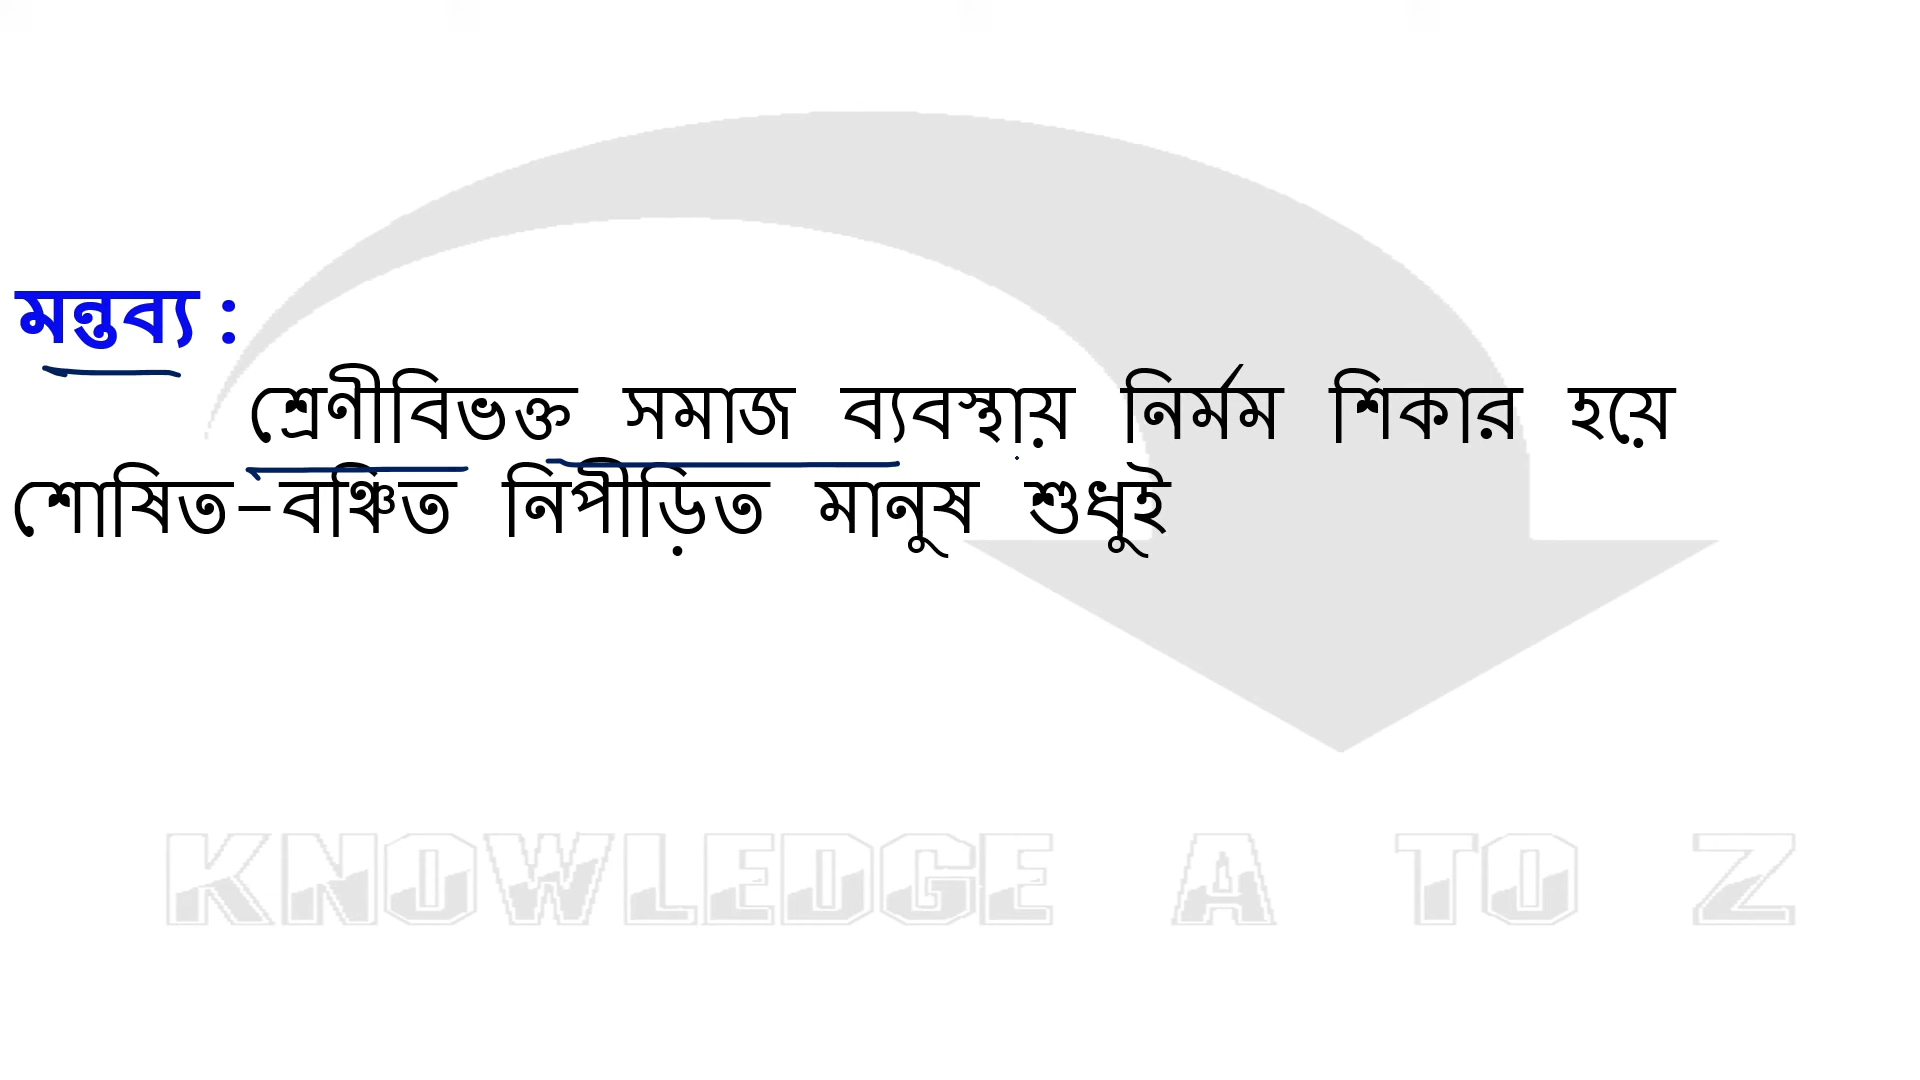 মন্তব্য :
শ্রেণীবিভক্ত সমাজ ব্যবস্থায় নির্মম শিকার হয়ে
শোষিত-বঞ্চিত নিপীড়িত মানুষ শুধুই
KNOWLEDGE A TO Z